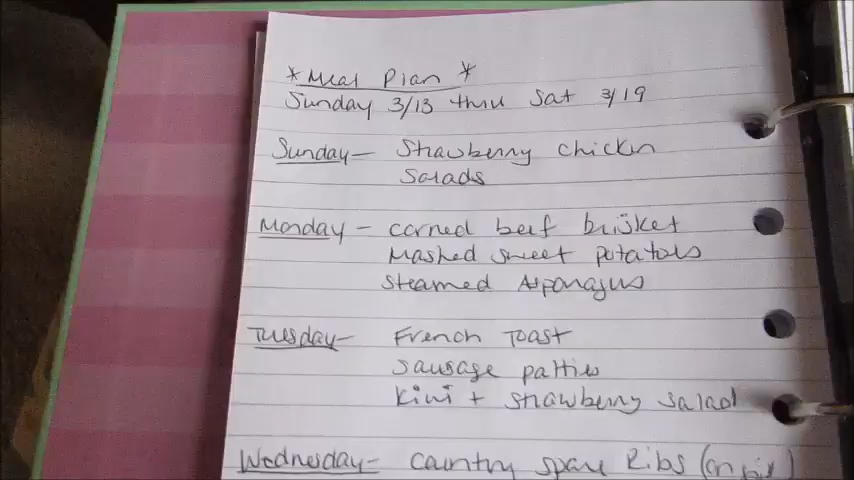 *Meal Plan*
Sunday 3/13 thru Sat 3/19
Sunday- Strawberry chicken
Salads
Monday - corned beef brisket
Mashed sweet potatoes
Steamed Asparagus
Tuesday- French Toast
Sausage patties
Kiwi + strawberry salad
Wednesday- country spare Ribs (on